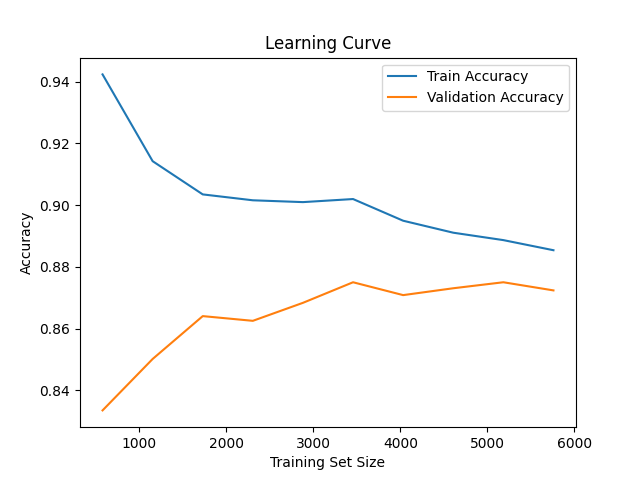 Learning Curve
Train Accuracy
Validation Accuracy
0.94
0.92
0.90
0.88
0.86
0.84
Accuracy
1000 2000 3000 4000 5000 6000
Training Set Size